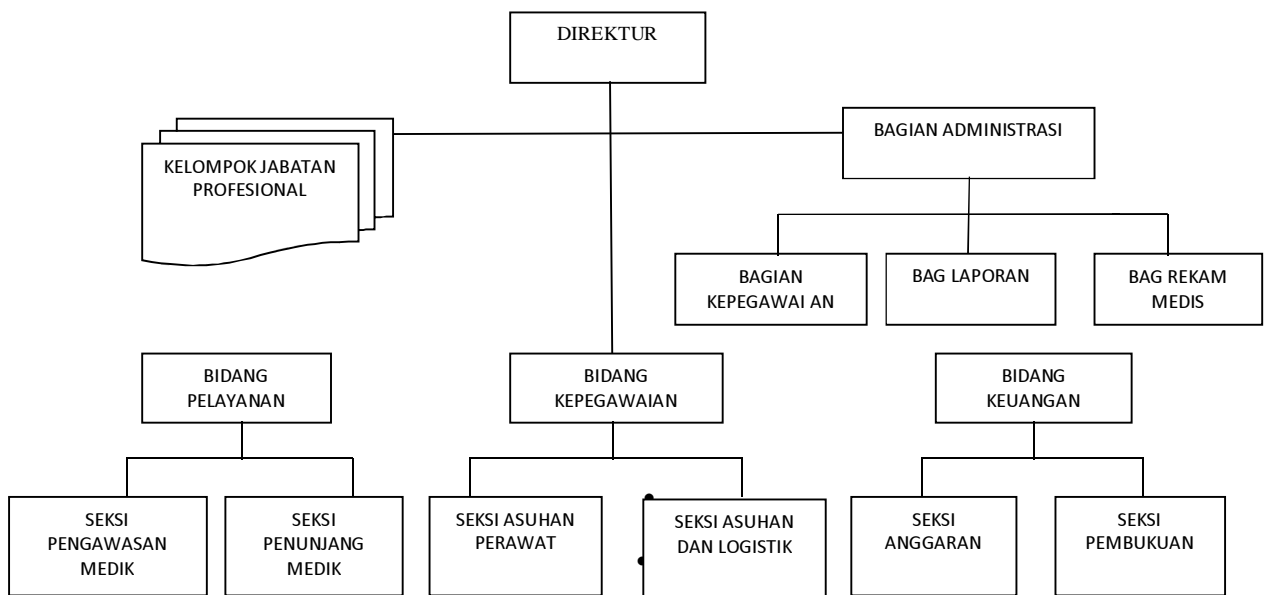 DIREKTUR
BAGIAN ADMINISTRASI
KELOMPOK JABATAN
PROFESIONAL
BAGIAN
KEPEGAWAI AN
BAG LAPORAN
BAG REKAM
MEDIS
BIDANG
PELAYANAN
BIDANG
KEPEGAWAIAN
BIDANG
KEUANGAN
SEKSI
PENGAWASAN
MEDIK
SEKSI
PENUNJANG
MEDIK
SEKSI ASUHAN
PERAWAT
SEKSI ASUHAN
DAN LOGISTIK
SEKSI
ANGGARAN
SEKSI
PEMBUKUAN